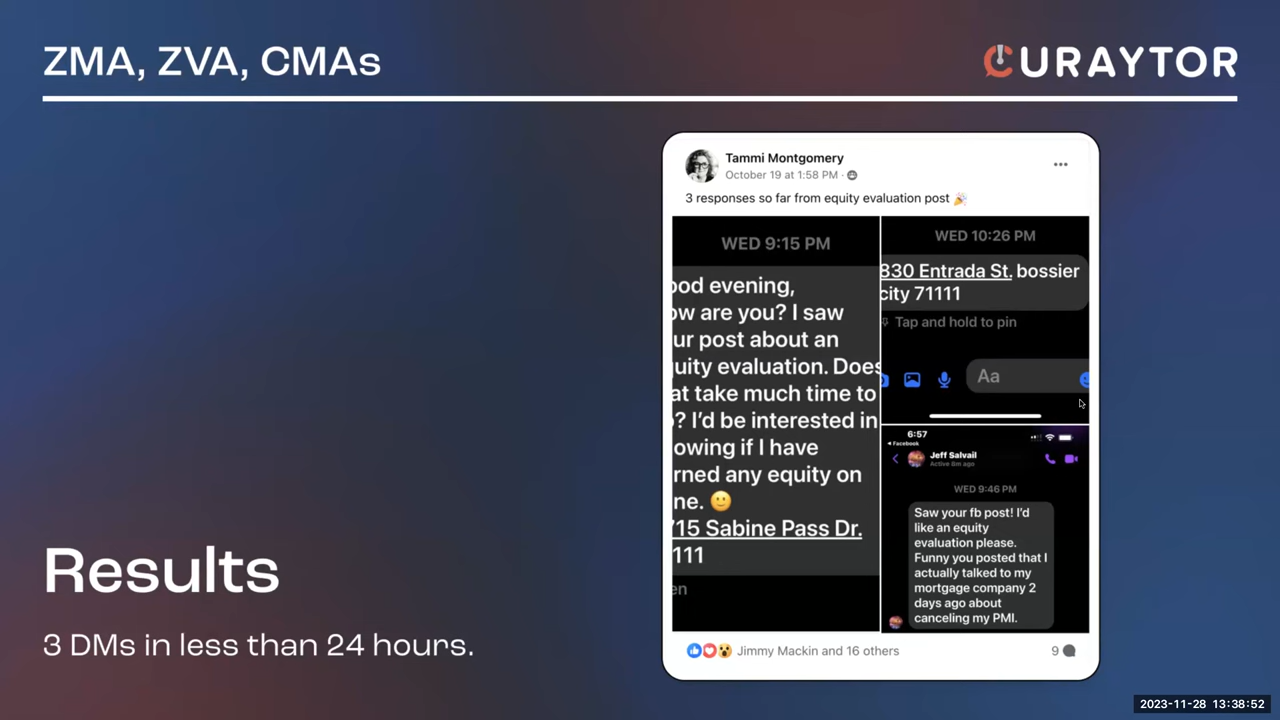 ZMA, ZVA, CMAs
CURAYTOR
Tammi Montgomery
October 19 at 1:58 PM ·
3 responses so far from equity evaluation post 🎉
WED 9:15 PM
ood evening,
ow are you? I saw
ur post about an
uity evaluation. Does
at take much time to
? I'd be interested in
owing if I have
rned any equity on
ne. 🙂
715 Sabine Pass Dr.
111
en
WED 10:26 PM
830 Entrada St. bossier
city 71111
Tap and hold to pin
Aa
6:57
Facebook
Jeff Salvail
Active 8m ago
WED 9:46 PM
Saw your fb post! I'd
like an equity
evaluation please.
Funny you posted that I
actually talked to my
mortgage company 2
days ago about
canceling my PMI.
Jimmy Mackin and 16 others
9
Results
3 DMs in less than 24 hours.
2023-11-28 13:38:52